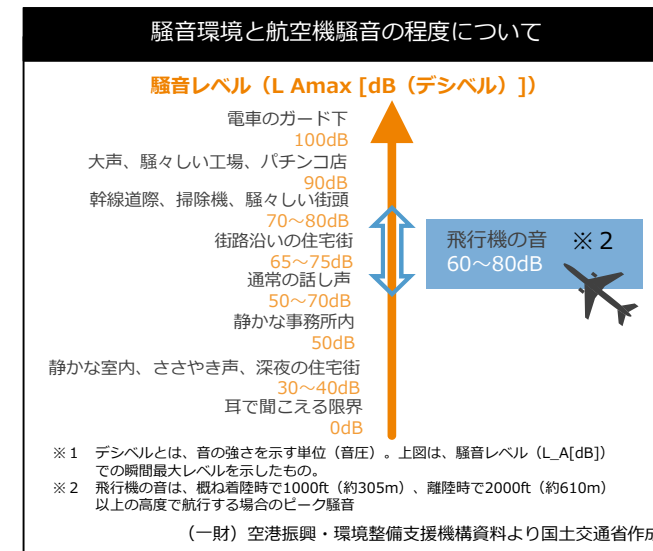 騒音環境と航空機騒音の程度について
騒音レベル（L Amax [dB（デシベル）])
電車のガード下
100dB
大声、騒々しい工場、パチンコ店
90dB
幹線道際、掃除機、騒々しい街頭
70～80dB
街路沿いの住宅街
65～75dB
通常の話し声
50～70dB
静かな事務所内
50dB
静かな室内、ささやき声、深夜の住宅街
30～40dB
耳で聞こえる限界
0dB
飛行機の音　※２
60～80dB
※１　デシベルとは、音の強さを示す単位（音圧）。上図は、騒音レベル（L_A[dB]）
での瞬間最大レベルを示したもの。
※２　飛行機の音は、概ね着陸時で1000ft（約305m）、離陸時で2000ft（約610m）
以上の高度で航行する場合のピーク騒音
（一財）空港振興・環境整備支援機構資料より国土交通省作成